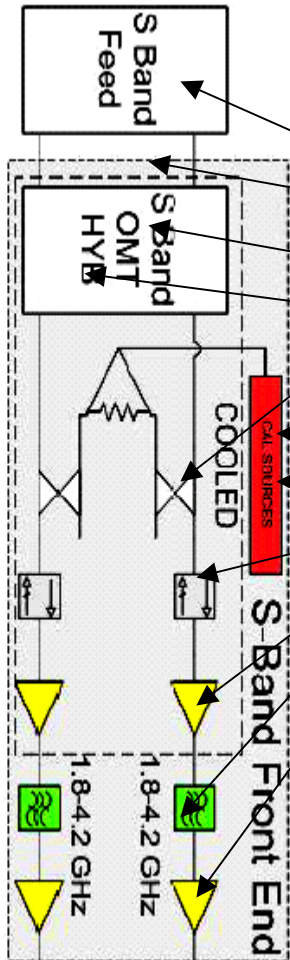 S Band
Feed
S Band
OMT
HYB
CAL SOURCES
COOLED
S-Band Front End
1.8-4.2 GHz
1.8-4.2 GHz